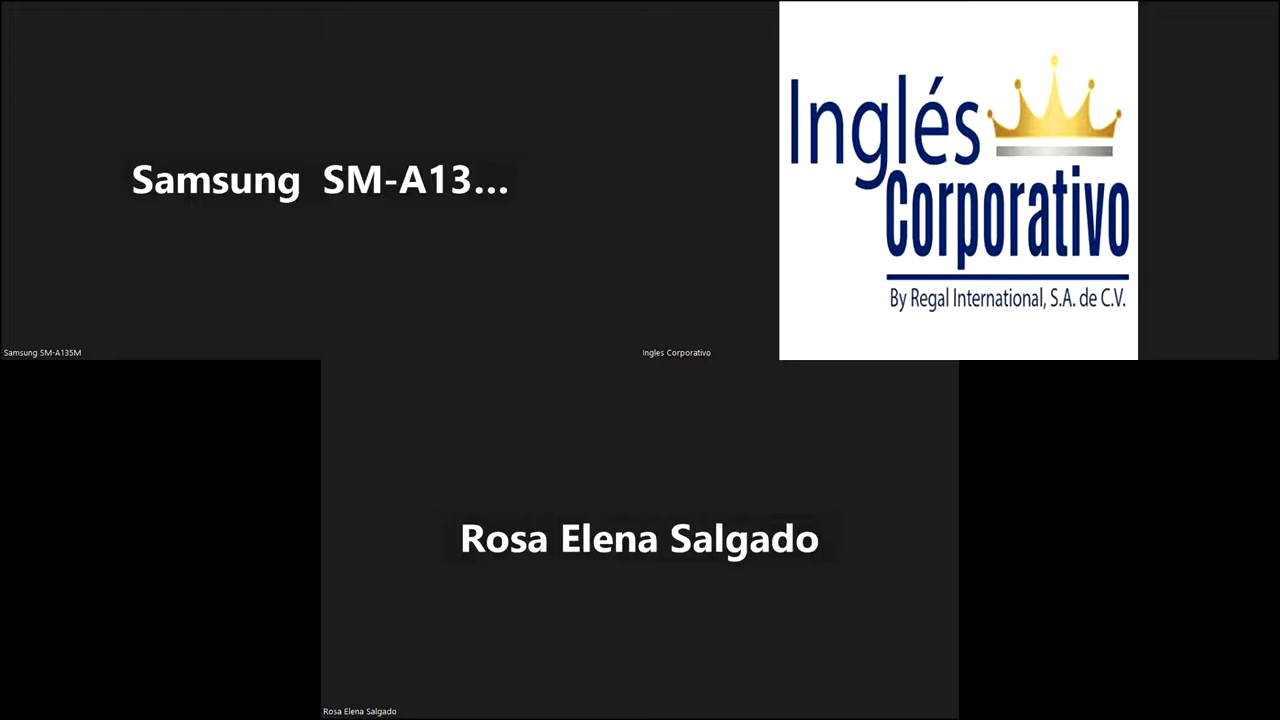 Samsung  SM-A13...
Samsung SM-A135M
Inglés
Corporativo
By Regal International, S.A. de C.V.
Ingles Corporativo
Rosa Elena Salgado
Rosa Elena Salgado